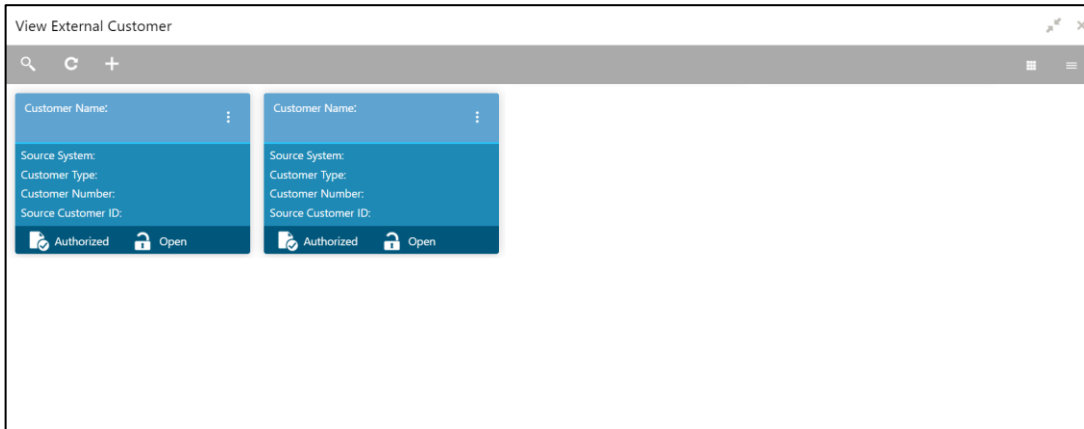 View External Customer
Customer Name:
Source System:
Customer Type:
Customer Number:
Source Customer ID:
Authorized Open
Customer Name:
Source System:
Customer Type:
Customer Number:
Source Customer ID:
Authorized Open